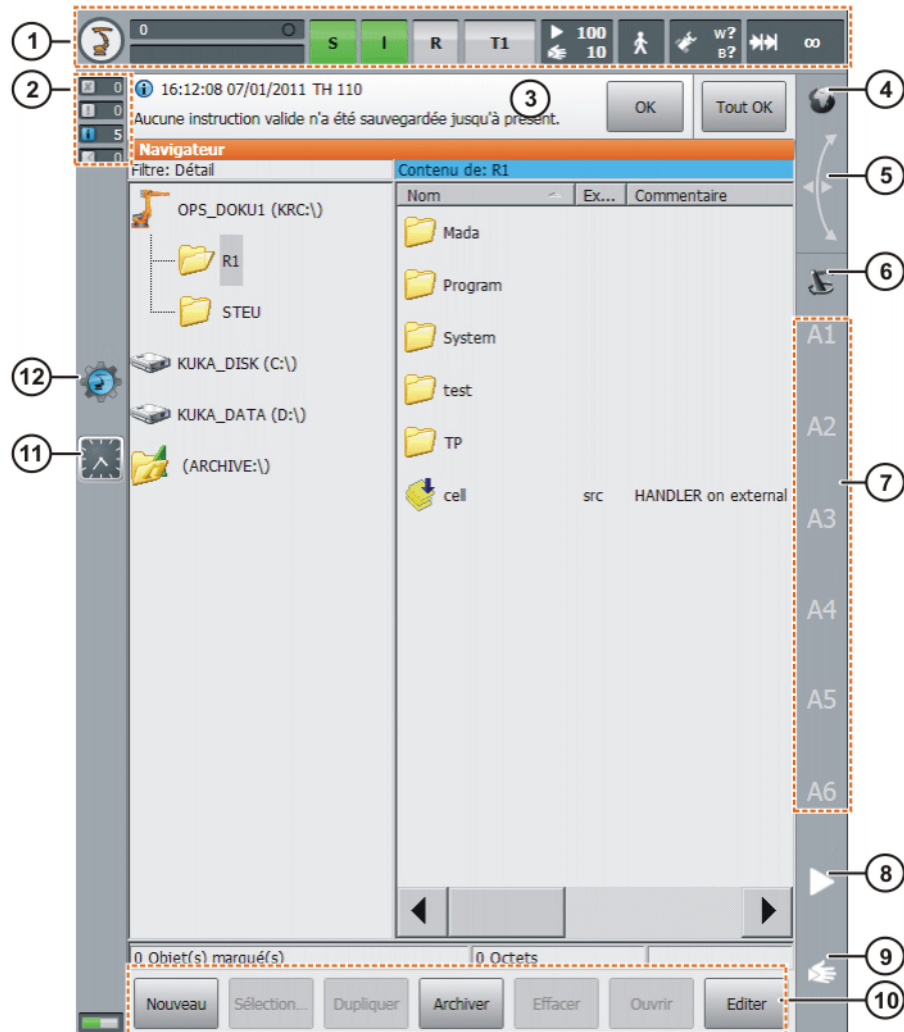 1
0
S I R T1 100 10 W? B? ∞
2
0
0
5
0
16:12:08 07/01/2011 TH 110
Aucune instruction valide n'a été sauvegardée jusqu'à présent.
3
OK
Tout OK
4
Navigateur
Filtre: Détail
Contenu de: R1
5
OPS_DOKU1 (KRC:\)
R1
STEU
KUKA_DISK (C:\)
KUKA_DATA (D:\)
(ARCHIVE:\)
Nom Ex... Commentaire
Mada
Program
System
test
TP
cell src HANDLER on external
6
A1
A2
A3
A4
A5
A6
7
12
11
8
9
0 Objet(s) marqué(s) 0 Octets
Nouveau Sélection... Dupliquer Archiver Effacer Ouvrir Editer
10